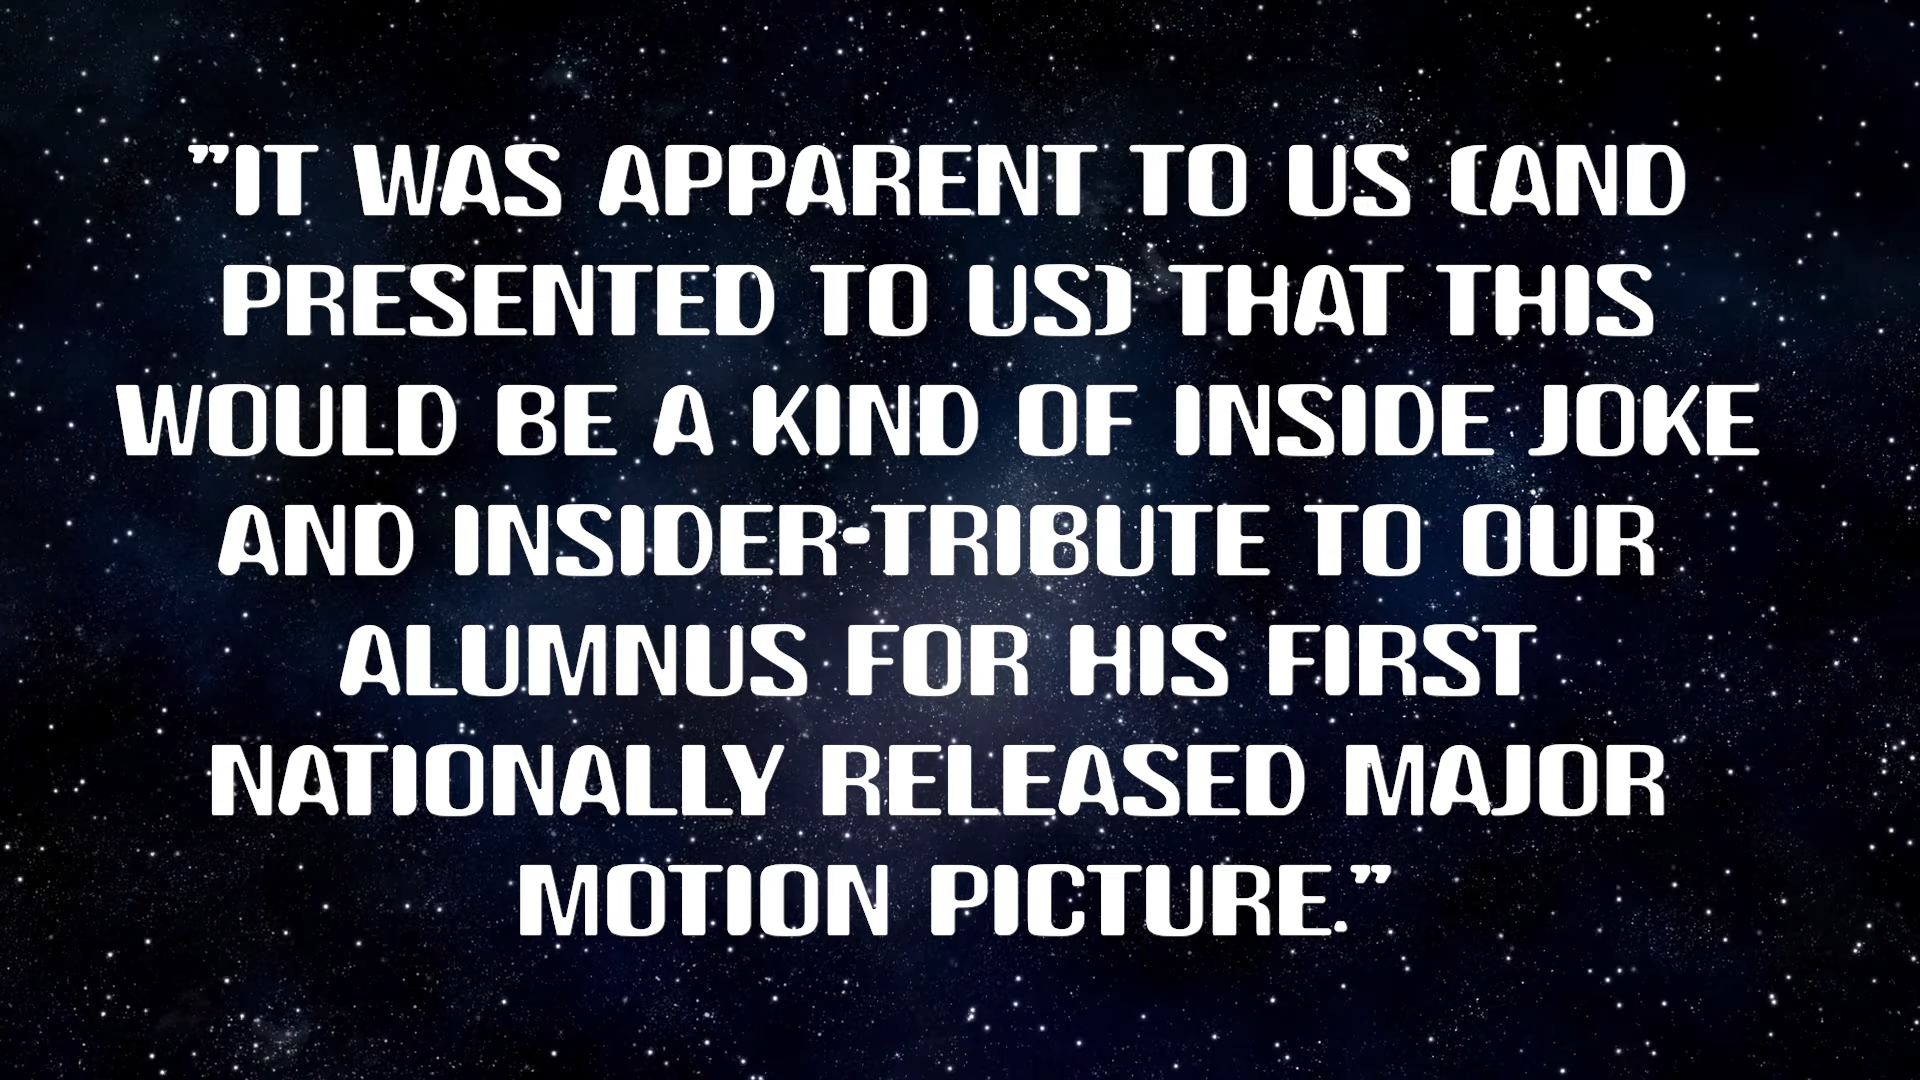 ”IT WAS APPARENT TO US (AND
PRESENTED TO US) THAT THIS
WOULD BE A KIND OF INSIDE JOKE
AND INSIDER-TRIBUTE TO OUR
ALUMNUS FOR HIS FIRST
NATIONALLY RELEASED MAJOR
MOTION PICTURE.”